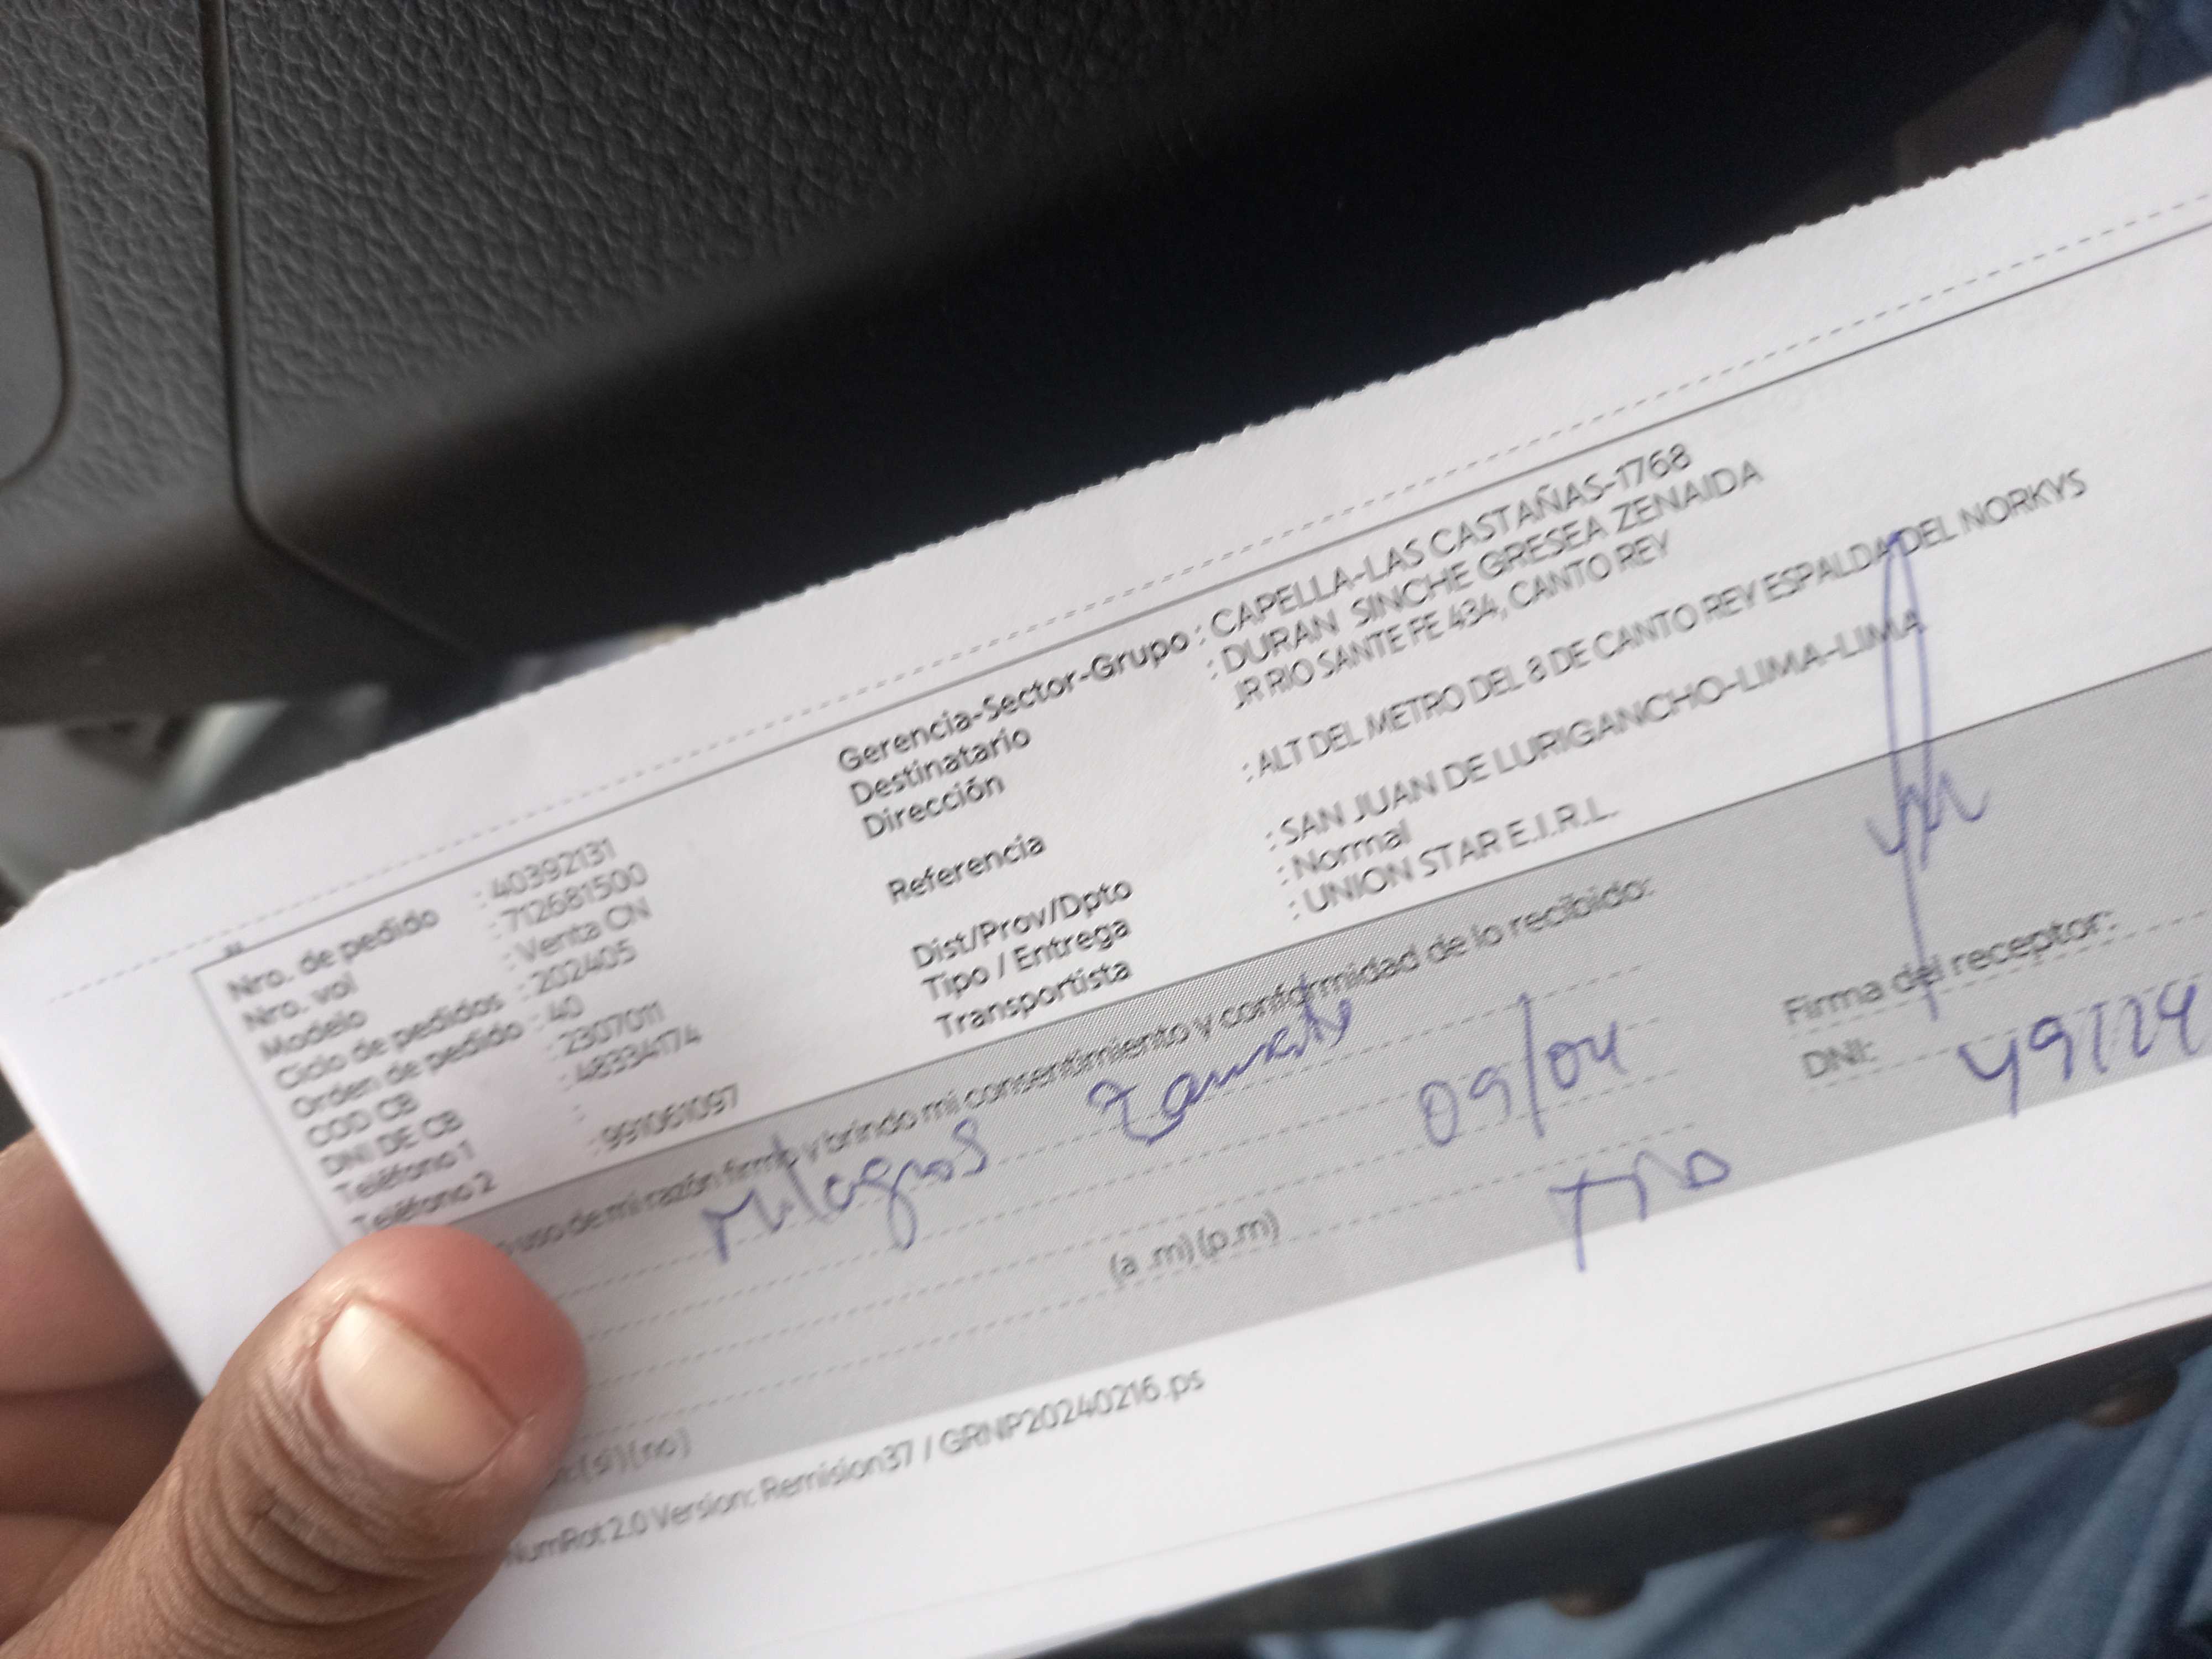 Nro. de pedido : 40392131
Nro. vol : 712681500
Modelo : Venta CN
Ciclo de pedidos : 202405
Orden de pedido : 40
COD CB : 2307011
DNI DE CB : 48334174
Teléfono 1 :
Teléfono 2 : 991061097
Gerencia-Sector-Grupo : CAPELLA-LAS CASTAÑAS-1768
Destinatario : DURAN SINCHE GRESEA ZENAIDA
Dirección JR RIO SANTE FE 434, CANTO REY
Referencia : ALT DEL METRO DEL 8 DE CANTO REY ESPALDA DEL NORKYS
Dist/Prov/Dpto : SAN JUAN DE LURIGANCHO-LIMA-LIMA
Tipo / Entrega : Normal
Transportista : UNION STAR E.I.R.L.
uso de mi razón firmo y brindo mi consentimiento y conformidad de lo recibido:
Milagros
09/04
(a .m) (p.m)
Firma del receptor:
DNI:
(si) (no)
NumRot 2.0 Version: Remision37 / GRNP20240216.ps